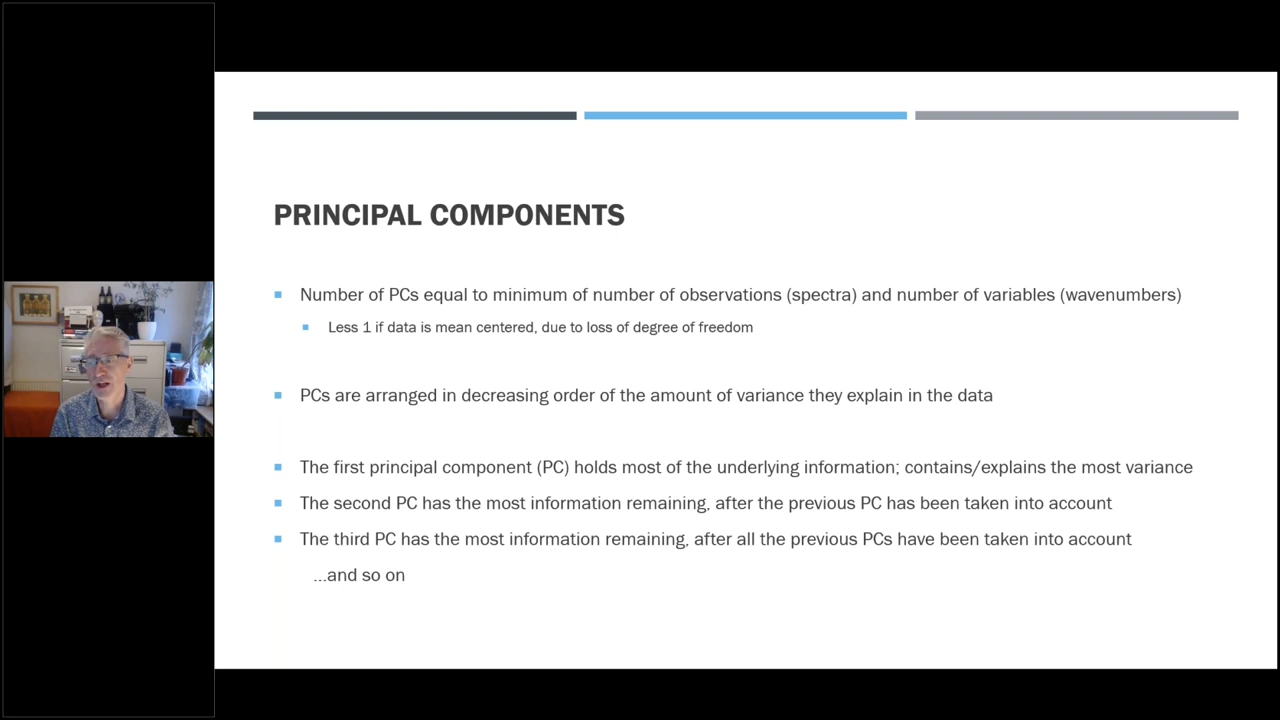 PRINCIPAL COMPONENTS
Number of PCs equal to minimum of number of observations (spectra) and number of variables (wavenumbers)
Less 1 if data is mean centered, due to loss of degree of freedom
PCs are arranged in decreasing order of the amount of variance they explain in the data
The first principal component (PC) holds most of the underlying information; contains/explains the most variance
The second PC has the most information remaining, after the previous PC has been taken into account
The third PC has the most information remaining, after all the previous PCs have been taken into account
...and so on